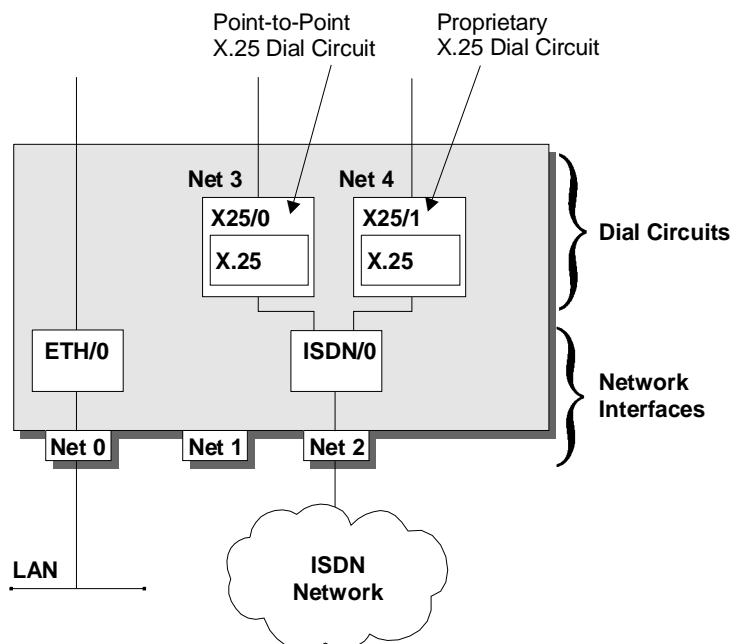 Point-to-Point
X.25 Dial Circuit
Proprietary
X.25 Dial Circuit
Net 3
Net 4
X25/0
X25/1
X.25
X.25
Dial Circuits
ETH/0
ISDN/0
Network
Interfaces
Net 0
Net 1
Net 2
LAN
ISDN
Network